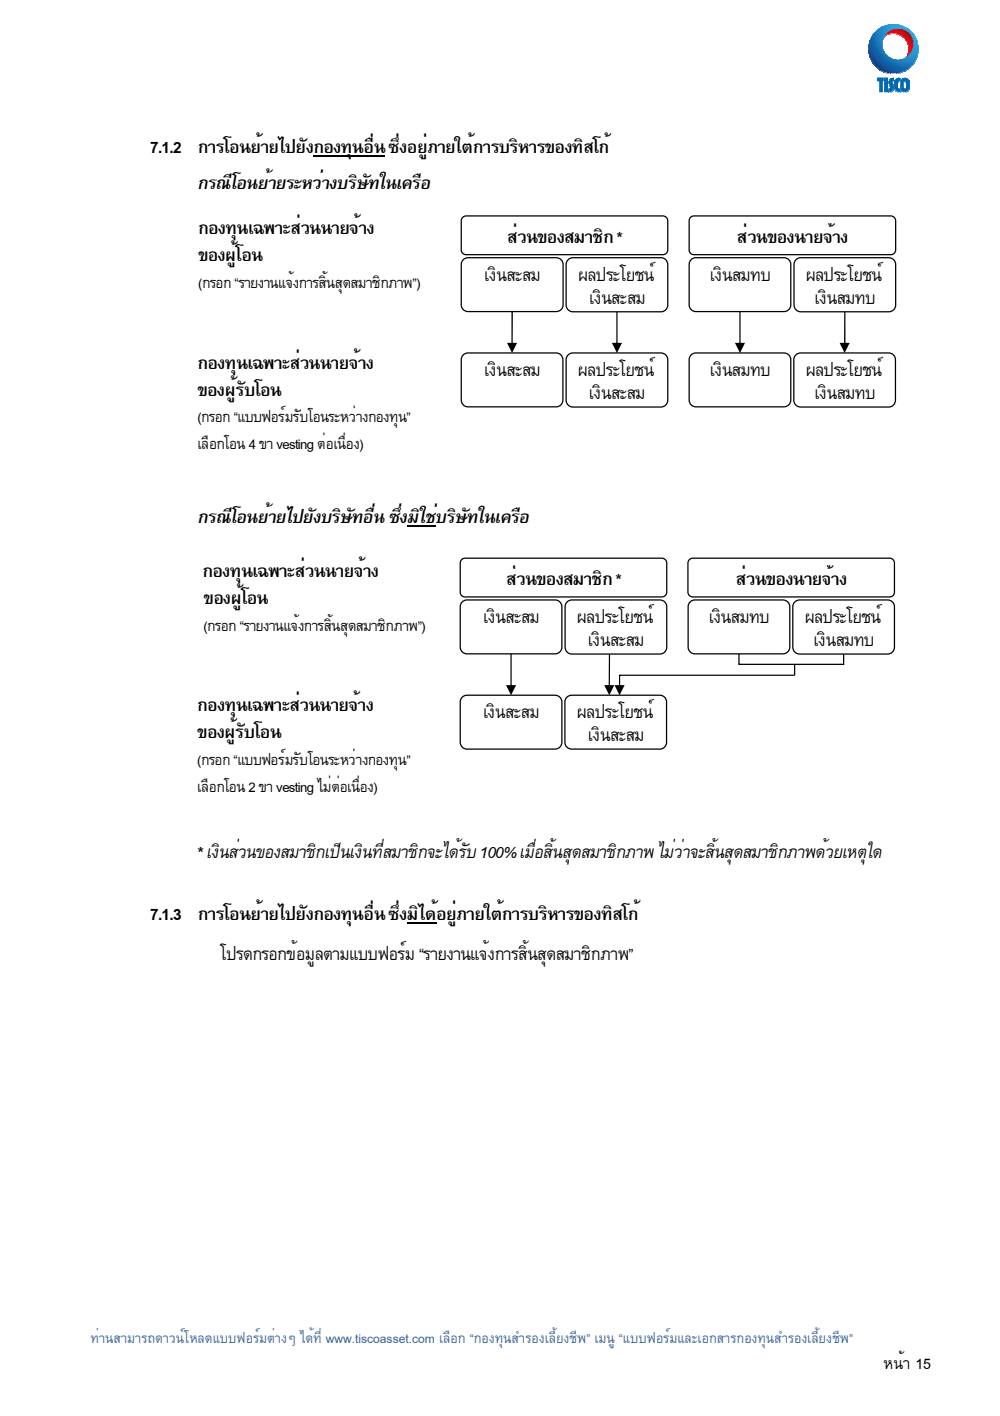 TISCO
7.1.2 การโอนย้ายไปยังกองทุนอื่น ซึ่งอยู่ภายใต้การบริหารของทิสโก้
กรณีโอนย้ายระหว่างบริษัทในเครือ
กองทุนเฉพาะส่วนนายจ้าง
ของผู้โอน
(กรอก “รายงานแจ้งการสิ้นสุดสมาชิกภาพ”)
ส่วนของสมาชิก * ส่วนของนายจ้าง
เงินสะสม ผลประโยชน์ เงินสมทบ ผลประโยชน์
เงินสะสม เงินสมทบ
กองทุนเฉพาะส่วนนายจ้าง
ของผู้รับโอน
(กรอก “แบบฟอร์มรับโอนระหว่างกองทุน”
เลือกโอน 4 ขา vesting ต่อเนื่อง)
เงินสะสม ผลประโยชน์ เงินสมทบ ผลประโยชน์
เงินสะสม เงินสมทบ
กรณีโอนย้ายไปยังบริษัทอื่น ซึ่งมิใช่บริษัทในเครือ
กองทุนเฉพาะส่วนนายจ้าง
ของผู้โอน
(กรอก “รายงานแจ้งการสิ้นสุดสมาชิกภาพ”)
ส่วนของสมาชิก * ส่วนของนายจ้าง
เงินสะสม ผลประโยชน์ เงินสมทบ ผลประโยชน์
เงินสะสม เงินสมทบ
กองทุนเฉพาะส่วนนายจ้าง
ของผู้รับโอน
(กรอก “แบบฟอร์มรับโอนระหว่างกองทุน”
เลือกโอน 2 ขา vesting ไม่ต่อเนื่อง)
เงินสะสม ผลประโยชน์
เงินสะสม
* เงินส่วนของสมาชิกเป็นเงินที่สมาชิกจะได้รับ 100% เมื่อสิ้นสุดสมาชิกภาพ ไม่ว่าจะสิ้นสุดสมาชิกภาพด้วยเหตุใด
7.1.3 การโอนย้ายไปยังกองทุนอื่น ซึ่งมิได้อยู่ภายใต้การบริหารของทิสโก้
โปรดกรอกข้อมูลตามแบบฟอร์ม “รายงานแจ้งการสิ้นสุดสมาชิกภาพ”
ท่านสามารถดาวน์โหลดแบบฟอร์มต่างๆ ได้ที่ www.tiscoasset.com เลือก “กองทุนสำรองเลี้ยงชีพ” เมนู “แบบฟอร์มและเอกสารกองทุนสำรองเลี้ยงชีพ”
หน้า 15